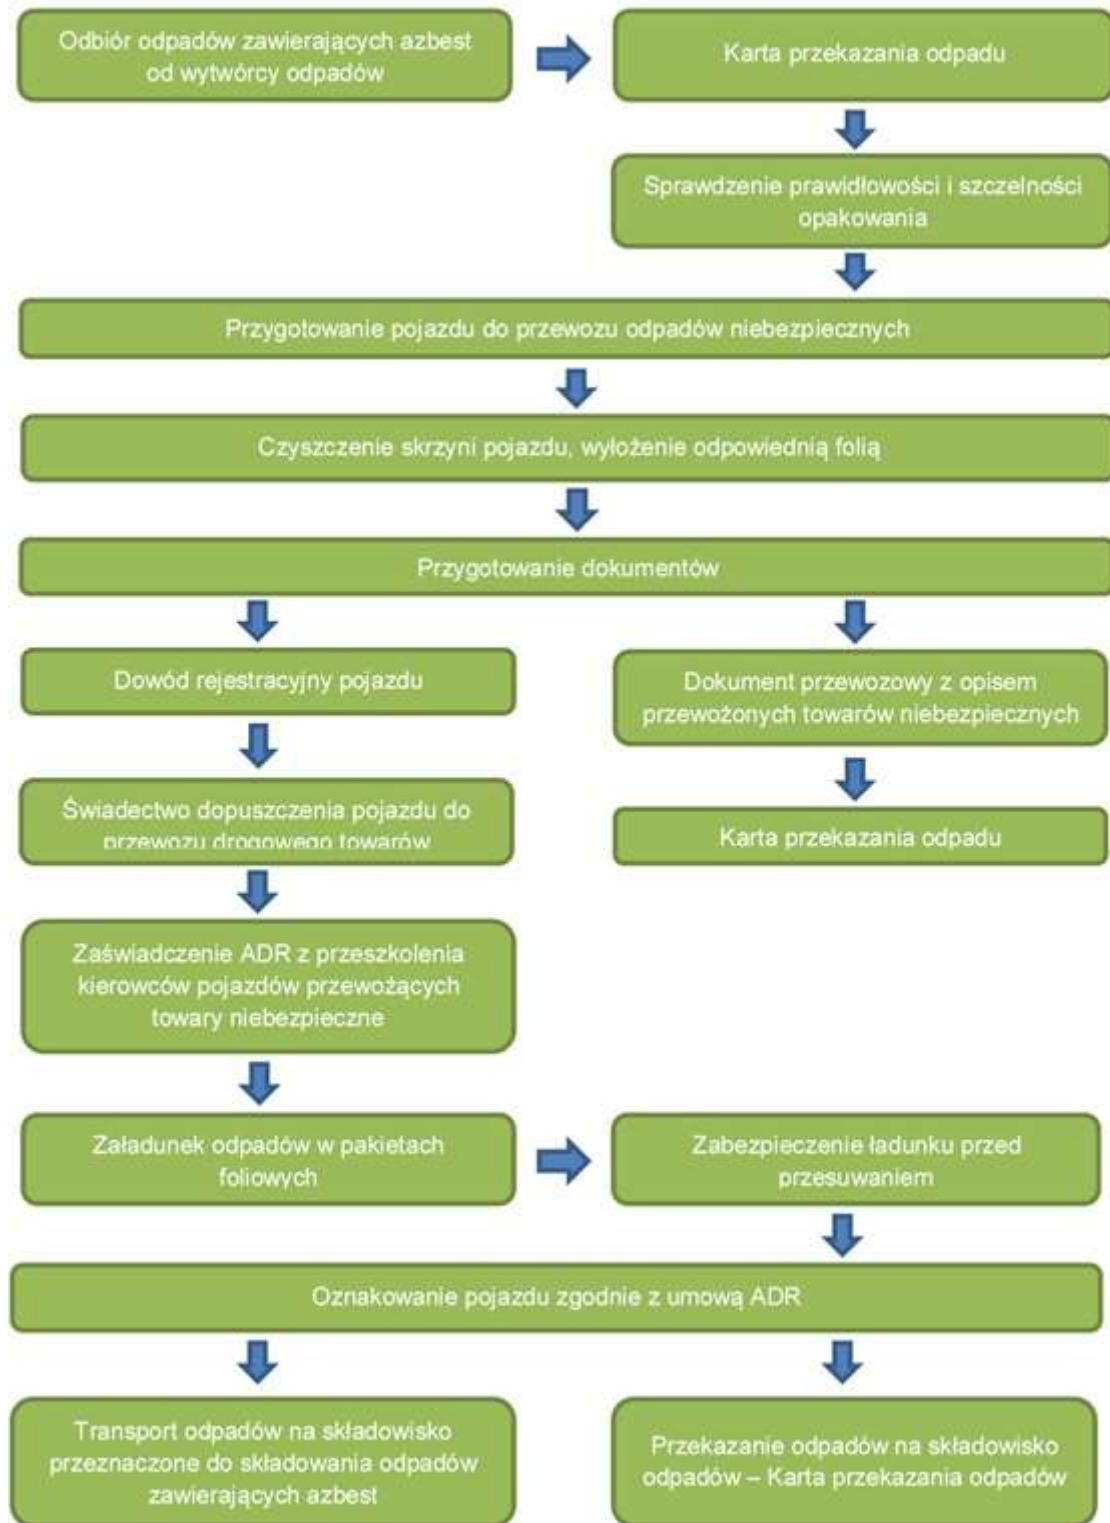 Odbiór odpadów zawierających azbest
od wytwórcy odpadów
Karta przekazania odpadu
Sprawdzenie prawidłowości i szczelności
opakowania
Przygotowanie pojazdu do przewozu odpadów niebezpiecznych
Czyszczenie skrzyni pojazdu, wyłożenie odpowiednią folią
Przygotowanie dokumentów
Dowód rejestracyjny pojazdu
Dokument przewozowy z opisem
przewożonych towarów niebezpiecznych
Świadectwo dopuszczenia pojazdu do
przewozu drogowego towarów
Karta przekazania odpadu
Zaświadczenie ADR z przeszkolenia
kierowców pojazdów przewożących
towary niebezpieczne
Załadunek odpadów w pakietach
foliowych
Zabezpieczenie ładunku przed
przesuwaniem
Oznakowanie pojazdu zgodnie z umową ADR
Transport odpadów na składowisko
przeznaczone do składowania odpadów
zawierających azbest
Przekazanie odpadów na składowisko
odpadów – Karta przekazania odpadów